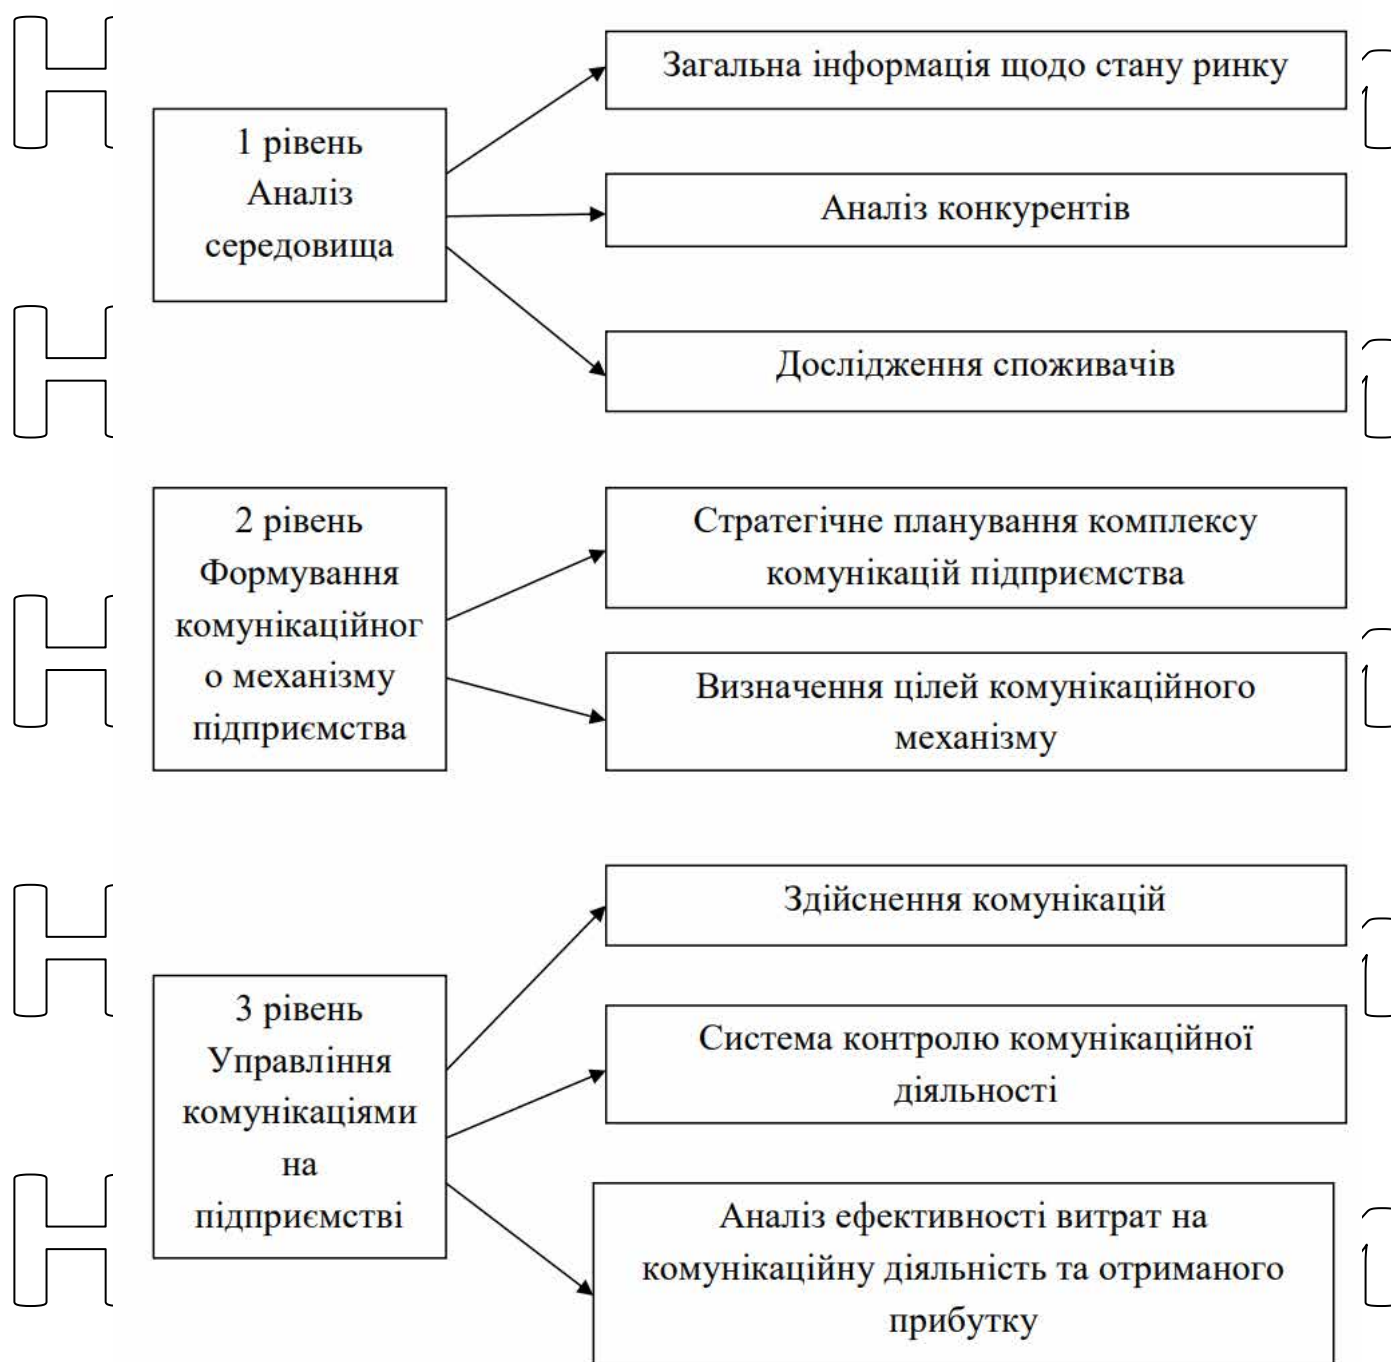 1 рівень
Аналіз
середовища
Загальна інформація щодо стану ринку
Аналіз конкурентів
Дослідження споживачів
2 рівень
Формування
комунікаційног
о механізму
підприємства
Стратегічне планування комплексу
комунікацій підприємства
Визначення цілей комунікаційного
механізму
3 рівень
Управління
комунікаціями
на
підприємстві
Здійснення комунікацій
Система контролю комунікаційної
діяльності
Аналіз ефективності витрат на
комунікаційну діяльність та отриманого
прибутку